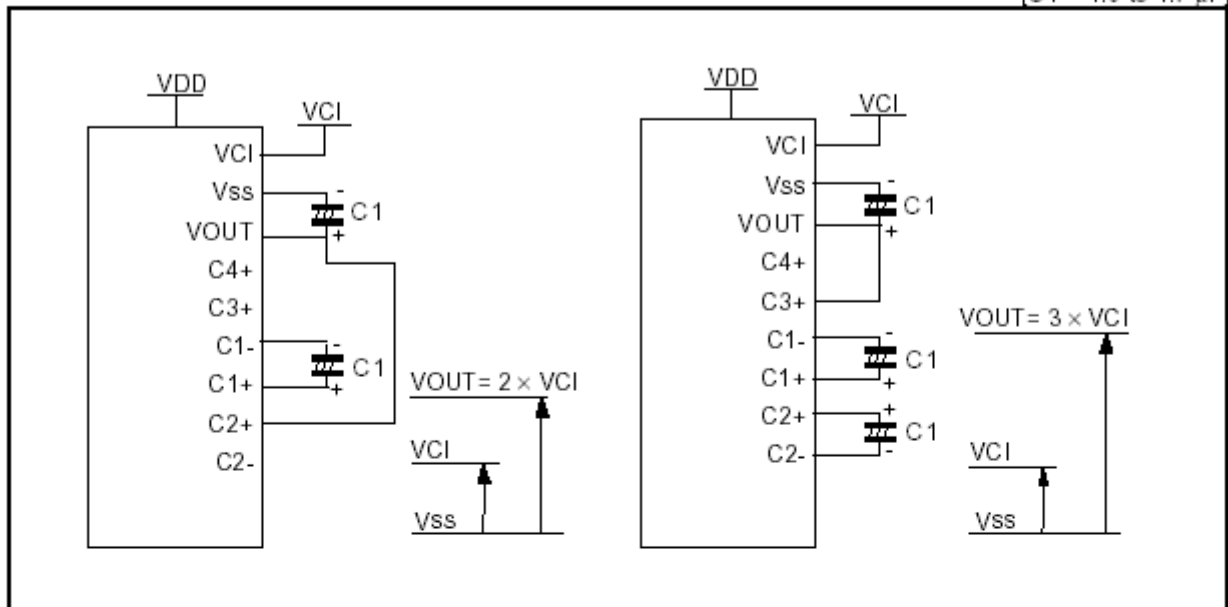 VDD
VCI
VCI
Vss
-
C1
VOUT
+
C4+
C3+
C1-
-
C1
C1+
+
C2+
C2-
VOUT= 2 × VCI
VCI
Vss
VDD
VCI
VCI
Vss
-
C1
VOUT
+
C4+
C3+
C1-
-
C1
C1+
+
C2+
+
C1
C2-
-
VOUT= 3 × VCI
VCI
Vss